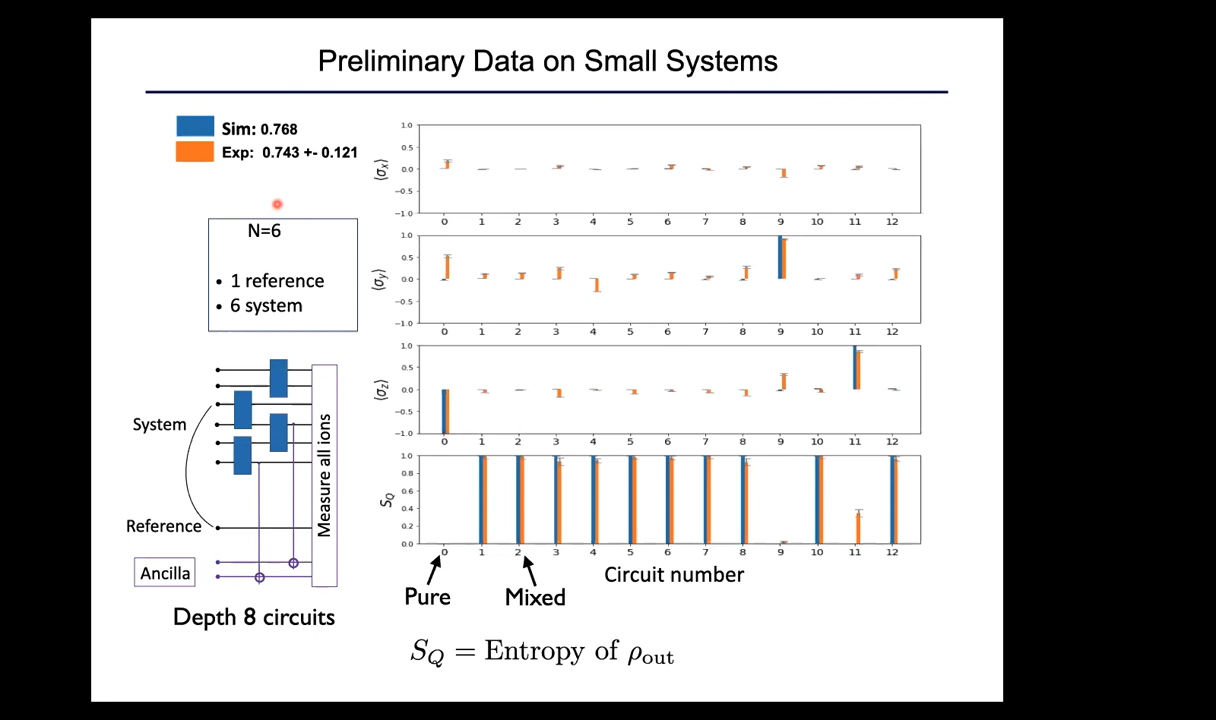 Preliminary Data on Small Systems
Sim: 0.768
Exp: 0.743 +- 0.121
N=6
• 1 reference
• 6 system
System
Reference
Ancilla
Measure all ions
Depth 8 circuits
⟨σx⟩
1.0
0.5
0.0
−0.5
−1.0
0 1 2 3 4 5 6 7 8 9 10 11 12
⟨σy⟩
1.0
0.5
0.0
−0.5
−1.0
0 1 2 3 4 5 6 7 8 9 10 11 12
⟨σz⟩
1.0
0.5
0.0
−0.5
−1.0
0 1 2 3 4 5 6 7 8 9 10 11 12
SQ
1.0
0.8
0.6
0.4
0.2
0.0
0 1 2 3 4 5 6 7 8 9 10 11 12
Circuit number
Pure
Mixed
SQ = Entropy of ρout